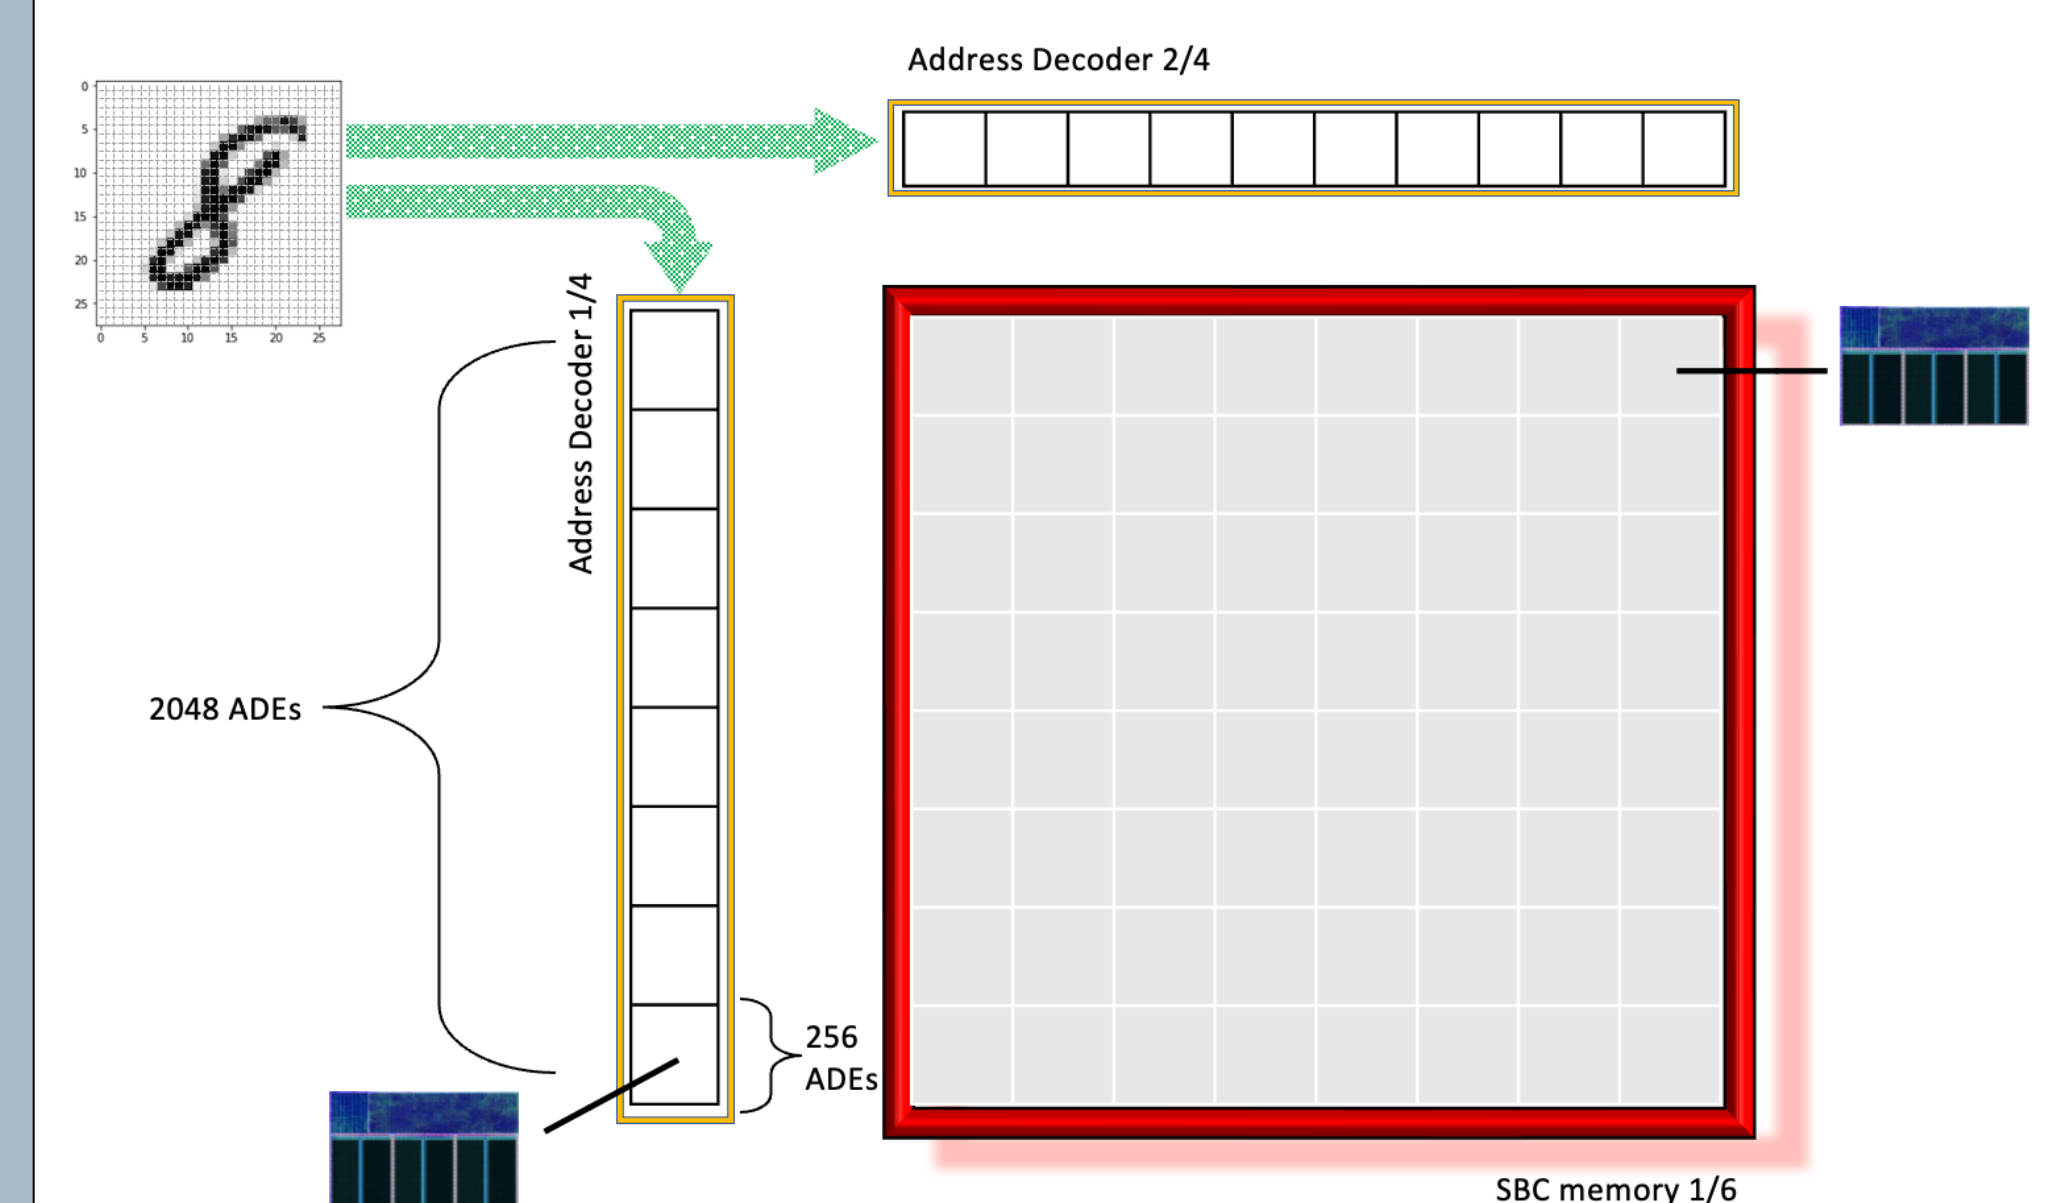 Address Decoder 2/4
0
5
10
15
20
25
0 5 10 15 20 25
Address Decoder 1/4
2048 ADEs
256
ADEs
SBC memory 1/6